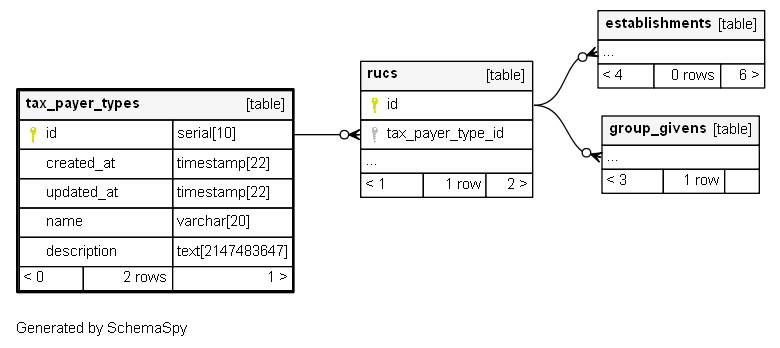 tax_payer_types [table]
id serial[10]
created_at timestamp[22]
updated_at timestamp[22]
name varchar[20]
description text[2147483647]
< 0 2 rows 1 >
rucs [table]
id
tax_payer_type_id
...
< 1 1 row 2 >
establishments [table]
...
< 4 0 rows 6 >
group_givens [table]
...
< 3 1 row
Generated by SchemaSpy